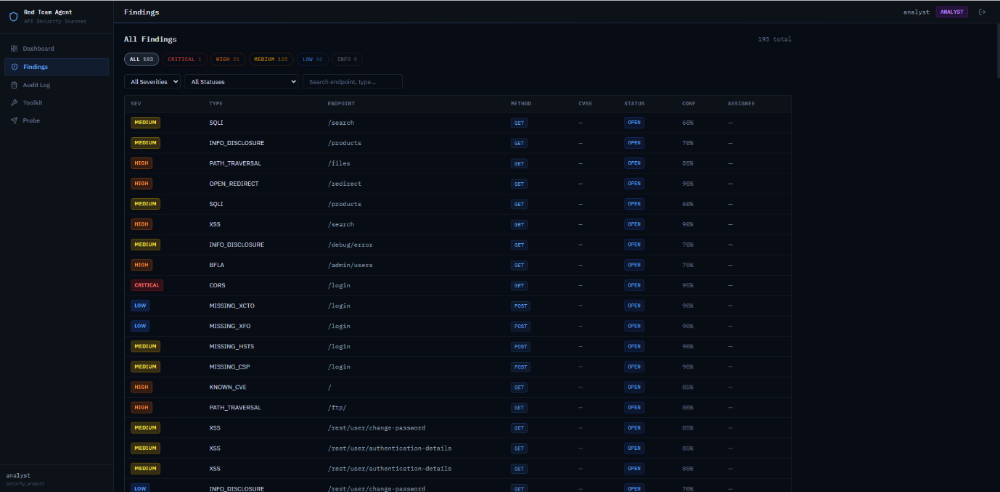 Red Team Agent
API Security Scanner
Findings
analyst ANALYST
Dashboard
Findings
Audit Log
Toolkit
Probe
All Findings
193 total
ALL 193 CRITICAL 1 HIGH 21 MEDIUM 125 LOW 46 INFO 0
All Severities All Statuses Search endpoint, type...
SEV TYPE ENDPOINT METHOD CVSS STATUS CONF ASSIGNEE
MEDIUM SQLI /search GET — OPEN 60% —
MEDIUM INFO_DISCLOSURE /products GET — OPEN 70% —
HIGH PATH_TRAVERSAL /files GET — OPEN 85% —
HIGH OPEN_REDIRECT /redirect GET — OPEN 90% —
MEDIUM SQLI /products GET — OPEN 60% —
HIGH XSS /search GET — OPEN 90% —
MEDIUM INFO_DISCLOSURE /debug/error GET — OPEN 70% —
HIGH BFLA /admin/users GET — OPEN 75% —
CRITICAL CORS /login GET — OPEN 95% —
LOW MISSING_XCTO /login POST — OPEN 90% —
LOW MISSING_XFO /login POST — OPEN 90% —
MEDIUM MISSING_HSTS /login POST — OPEN 90% —
MEDIUM MISSING_CSP /login POST — OPEN 90% —
HIGH KNOWN_CVE / GET — OPEN 85% —
HIGH PATH_TRAVERSAL /ftp/ GET — OPEN 80% —
MEDIUM XSS /rest/user/change-password GET — OPEN 85% —
MEDIUM XSS /rest/user/authentication-details GET — OPEN 85% —
MEDIUM XSS /rest/user/authentication-details GET — OPEN 85% —
LOW INFO_DISCLOSURE /rest/user/change-password GET — OPEN 70% —
analyst
security_analyst